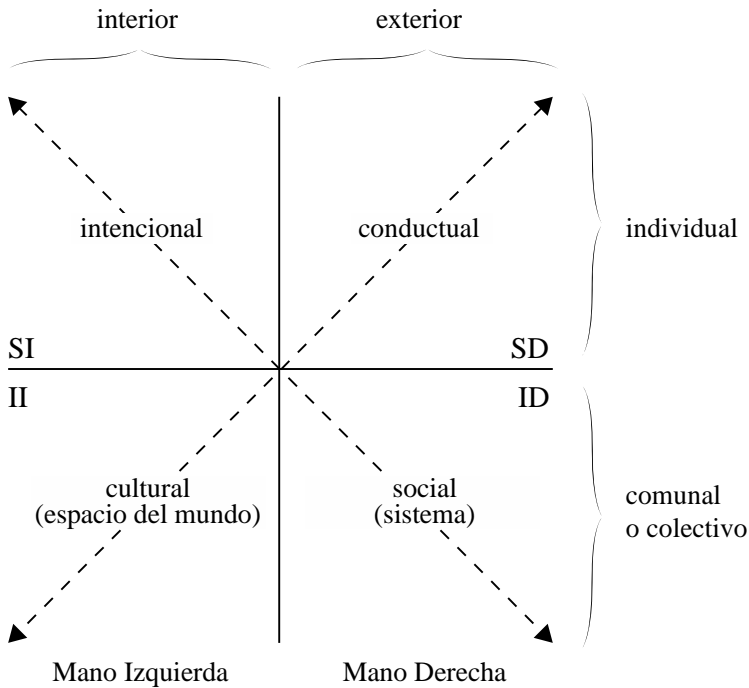 interior
exterior
intencional
conductual
individual
SI
SD
II
ID
cultural
(espacio del mundo)
social
(sistema)
comunal
o colectivo
Mano Izquierda
Mano Derecha